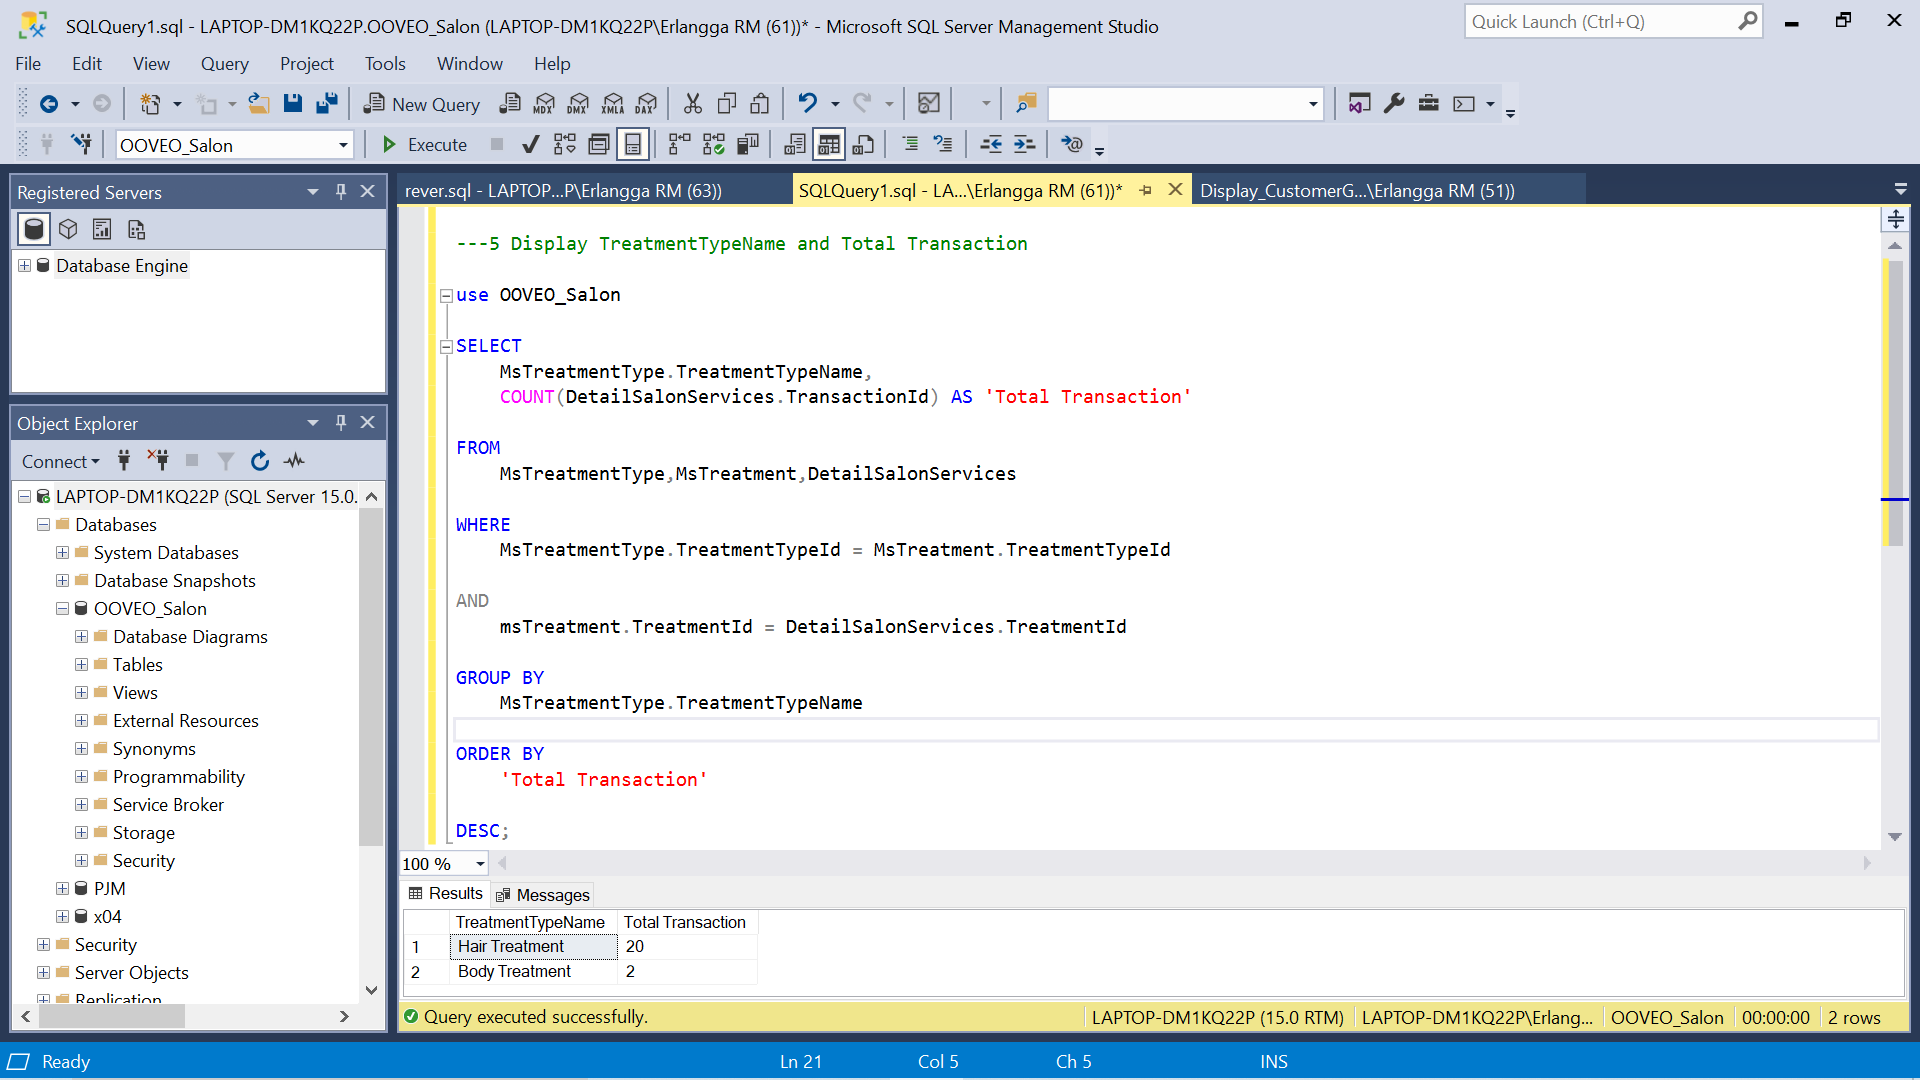 SQLQuery1.sql - LAPTOP-DM1KQ22P.OOVEO_Salon (LAPTOP-DM1KQ22P\Erlangga RM (61))* - Microsoft SQL Server Management Studio
Quick Launch (Ctrl+Q)
File Edit View Query Project Tools Window Help
New Query MDX DMX XMLA DAX
OOVEO_Salon Execute
Registered Servers
rever.sql - LAPTOP...P\Erlangga RM (63))
SQLQuery1.sql - LA...\Erlangga RM (61))*
Display_CustomerG...\Erlangga RM (51))
Database Engine
Object Explorer
Connect
LAPTOP-DM1KQ22P (SQL Server 15.0.
Databases
System Databases
Database Snapshots
OOVEO_Salon
Database Diagrams
Tables
Views
External Resources
Synonyms
Programmability
Service Broker
Storage
Security
PJM
x04
Security
Server Objects
Replication
---5 Display TreatmentTypeName and Total Transaction
use OOVEO_Salon
SELECT
MsTreatmentType.TreatmentTypeName,
COUNT(DetailSalonServices.TransactionId) AS 'Total Transaction'
FROM
MsTreatmentType,MsTreatment,DetailSalonServices
WHERE
MsTreatmentType.TreatmentTypeId = MsTreatment.TreatmentTypeId
AND
msTreatment.TreatmentId = DetailSalonServices.TreatmentId
GROUP BY
MsTreatmentType.TreatmentTypeName
ORDER BY
'Total Transaction'
DESC;
100 %
Results Messages
TreatmentTypeName Total Transaction
1 Hair Treatment 20
2 Body Treatment 2
Query executed successfully.
LAPTOP-DM1KQ22P (15.0 RTM) LAPTOP-DM1KQ22P\Erlang... OOVEO_Salon 00:00:00 2 rows
Ready Ln 21 Col 5 Ch 5 INS